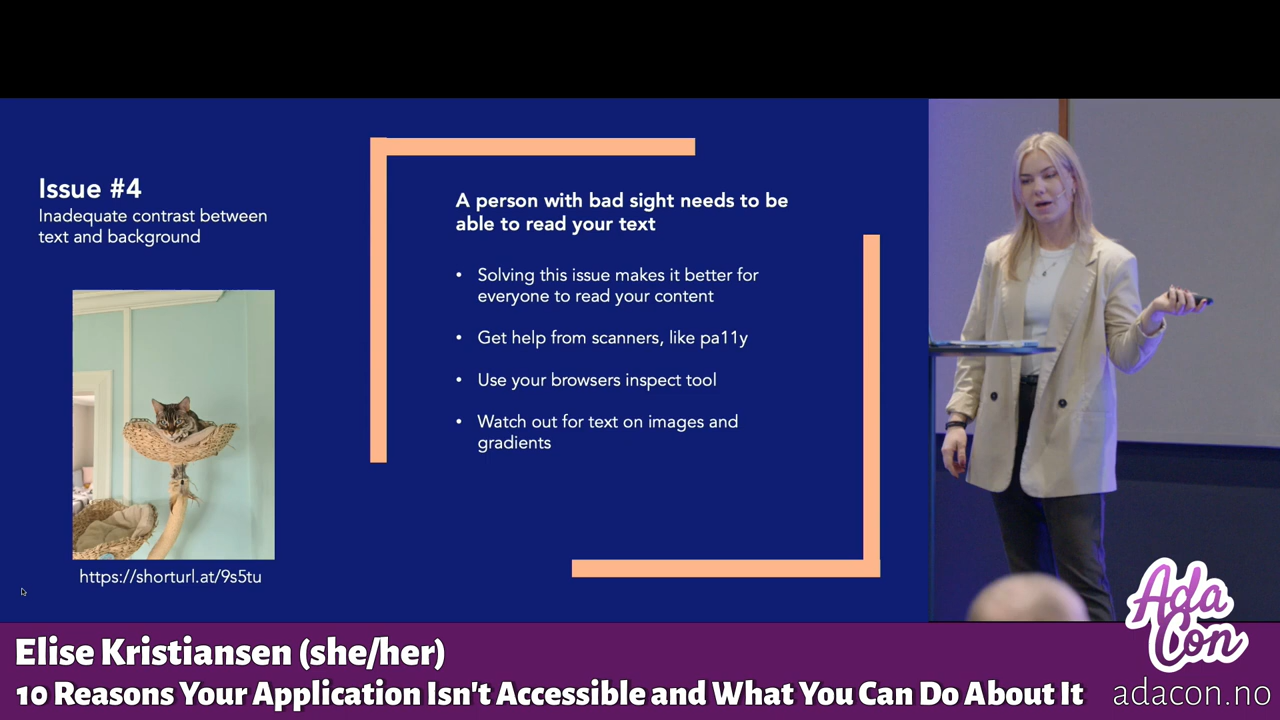 Issue #4
Inadequate contrast between
text and background
https://shorturl.at/9s5tu
A person with bad sight needs to be
able to read your text
• Solving this issue makes it better for
everyone to read your content
• Get help from scanners, like pa11y
• Use your browsers inspect tool
• Watch out for text on images and
gradients
Ada
Con
Elise Kristiansen (she/her)
10 Reasons Your Application Isn't Accessible and What You Can Do About It
adacon.no